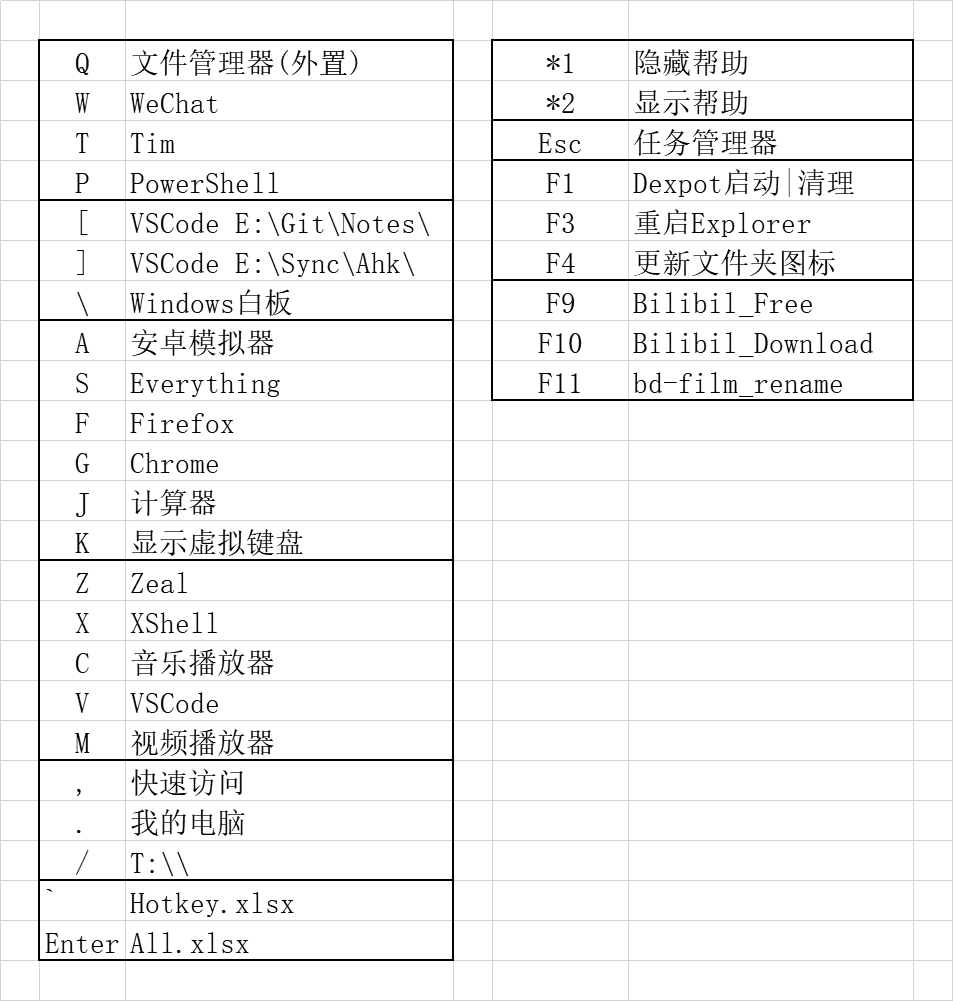 Q 文件管理器(外置)
W WeChat
T Tim
P PowerShell
[ VSCode E:\Git\Notes\
] VSCode E:\Sync\Ahk\
\ Windows白板
A 安卓模拟器
S Everything
F Firefox
G Chrome
J 计算器
K 显示虚拟键盘
Z Zeal
X XShell
C 音乐播放器
V VSCode
M 视频播放器
, 快速访问
. 我的电脑
/ T:\\
` Hotkey.xlsx
Enter All.xlsx
*1 隐藏帮助
*2 显示帮助
Esc 任务管理器
F1 Dexpot启动|清理
F3 重启Explorer
F4 更新文件夹图标
F9 Bilibil_Free
F10 Bilibil_Download
F11 bd-film_rename